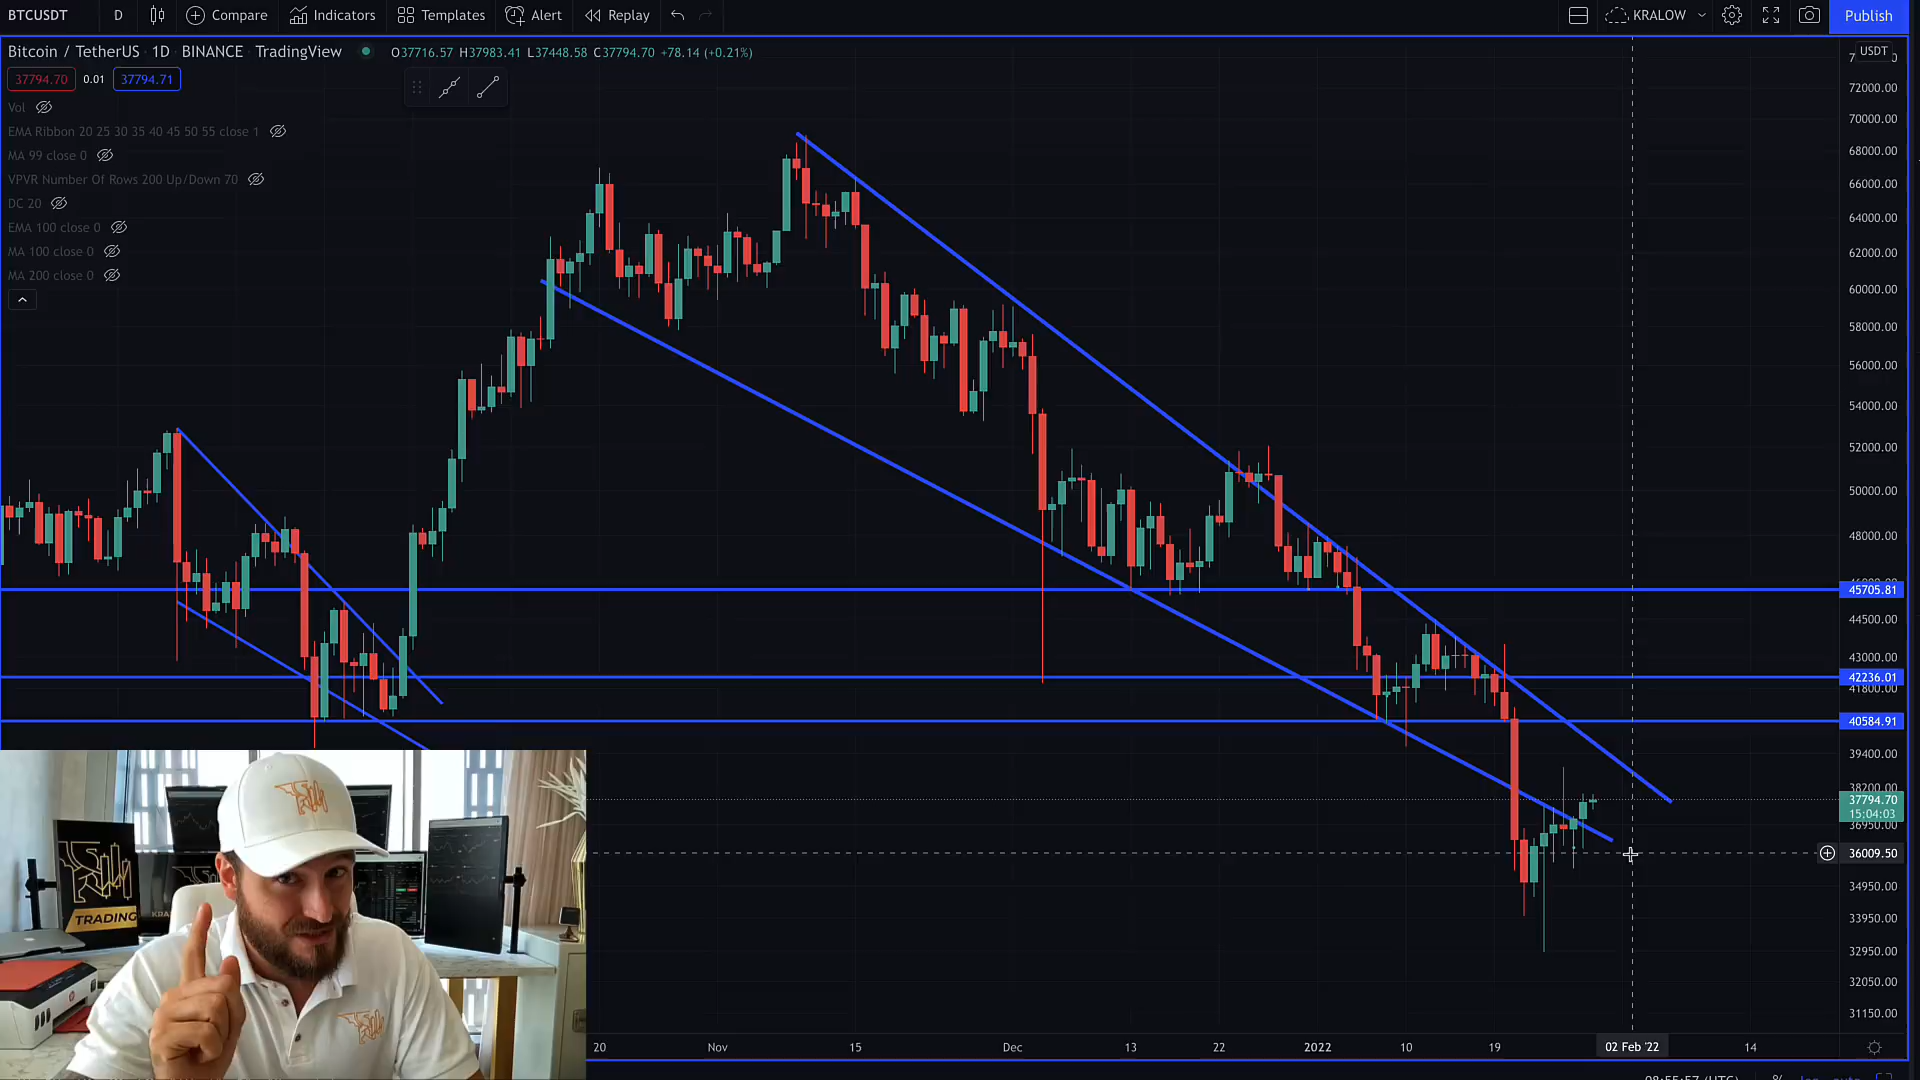 BTCUSDT D Compare Indicators Templates Alert Replay KRALOW Publish
Bitcoin / TetherUS 1D BINANCE TradingView O37716.57 H37983.41 L37448.58 C37794.70 +78.14 (+0.21%)
USDT
37794.70 0.01 37794.71
Vol
EMA Ribbon 20 25 30 35 40 45 50 55 close 1
MA 99 close 0
VPVR Number Of Rows 200 Up/Down 70
DC 20
EMA 100 close 0
MA 100 close 0
MA 200 close 0
72000.00
70000.00
68000.00
66000.00
64000.00
62000.00
60000.00
58000.00
56000.00
54000.00
52000.00
50000.00
48000.00
45705.81
44500.00
43000.00
42236.01
41800.00
40584.91
39400.00
38200.00
37794.70
15:04:03
36950.00
36009.50
34950.00
33950.00
32950.00
32050.00
31150.00
TRADING
20 Nov 15 Dec 13 22 2022 10 19 02 Feb '22 14